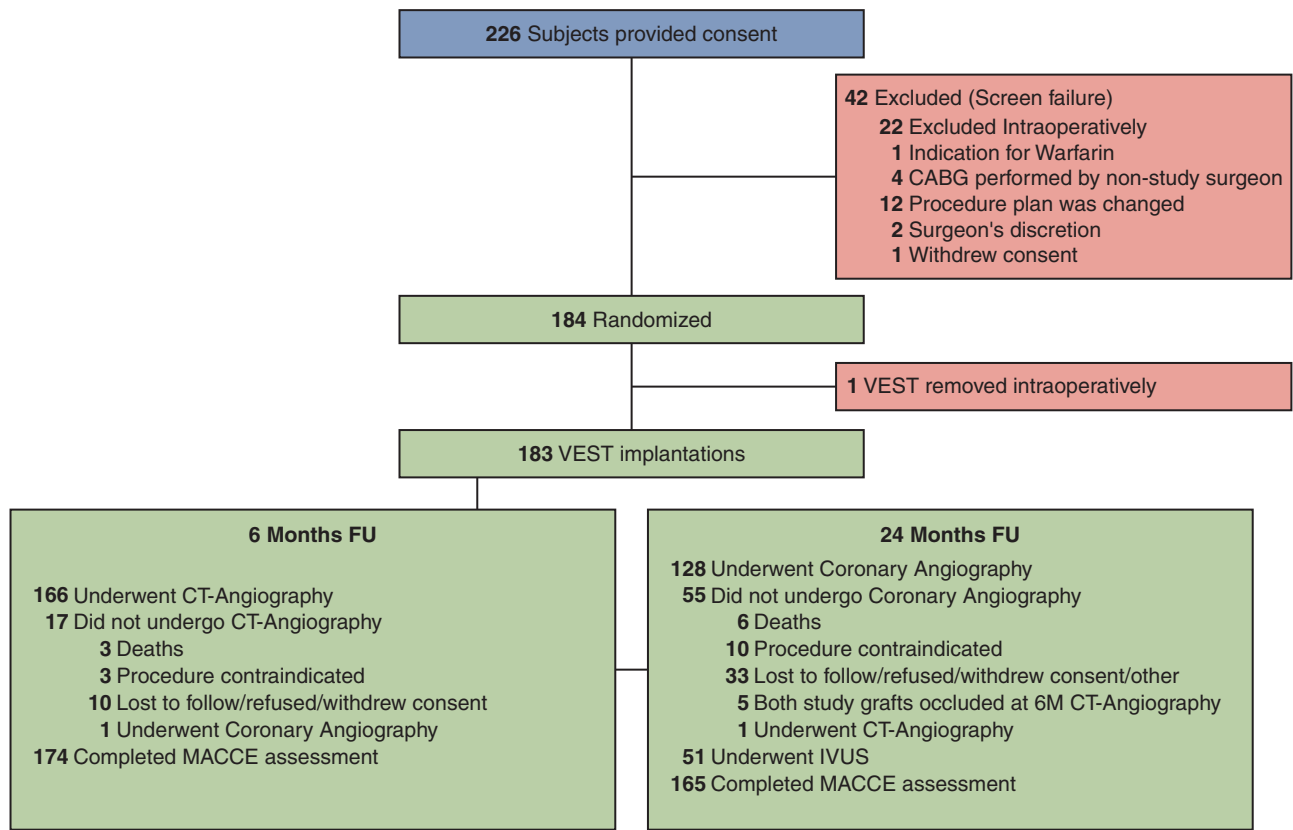 226 Subjects provided consent
42 Excluded (Screen failure)
22 Excluded Intraoperatively
1 Indication for Warfarin
4 CABG performed by non-study surgeon
12 Procedure plan was changed
2 Surgeon's discretion
1 Withdrew consent
184 Randomized
1 VEST removed intraoperatively
183 VEST implantations
6 Months FU
166 Underwent CT-Angiography
17 Did not undergo CT-Angiography
3 Deaths
3 Procedure contraindicated
10 Lost to follow/refused/withdrew consent
1 Underwent Coronary Angiography
174 Completed MACCE assessment
24 Months FU
128 Underwent Coronary Angiography
55 Did not undergo Coronary Angiography
6 Deaths
10 Procedure contraindicated
33 Lost to follow/refused/withdrew consent/other
5 Both study grafts occluded at 6M CT-Angiography
1 Underwent CT-Angiography
51 Underwent IVUS
165 Completed MACCE assessment